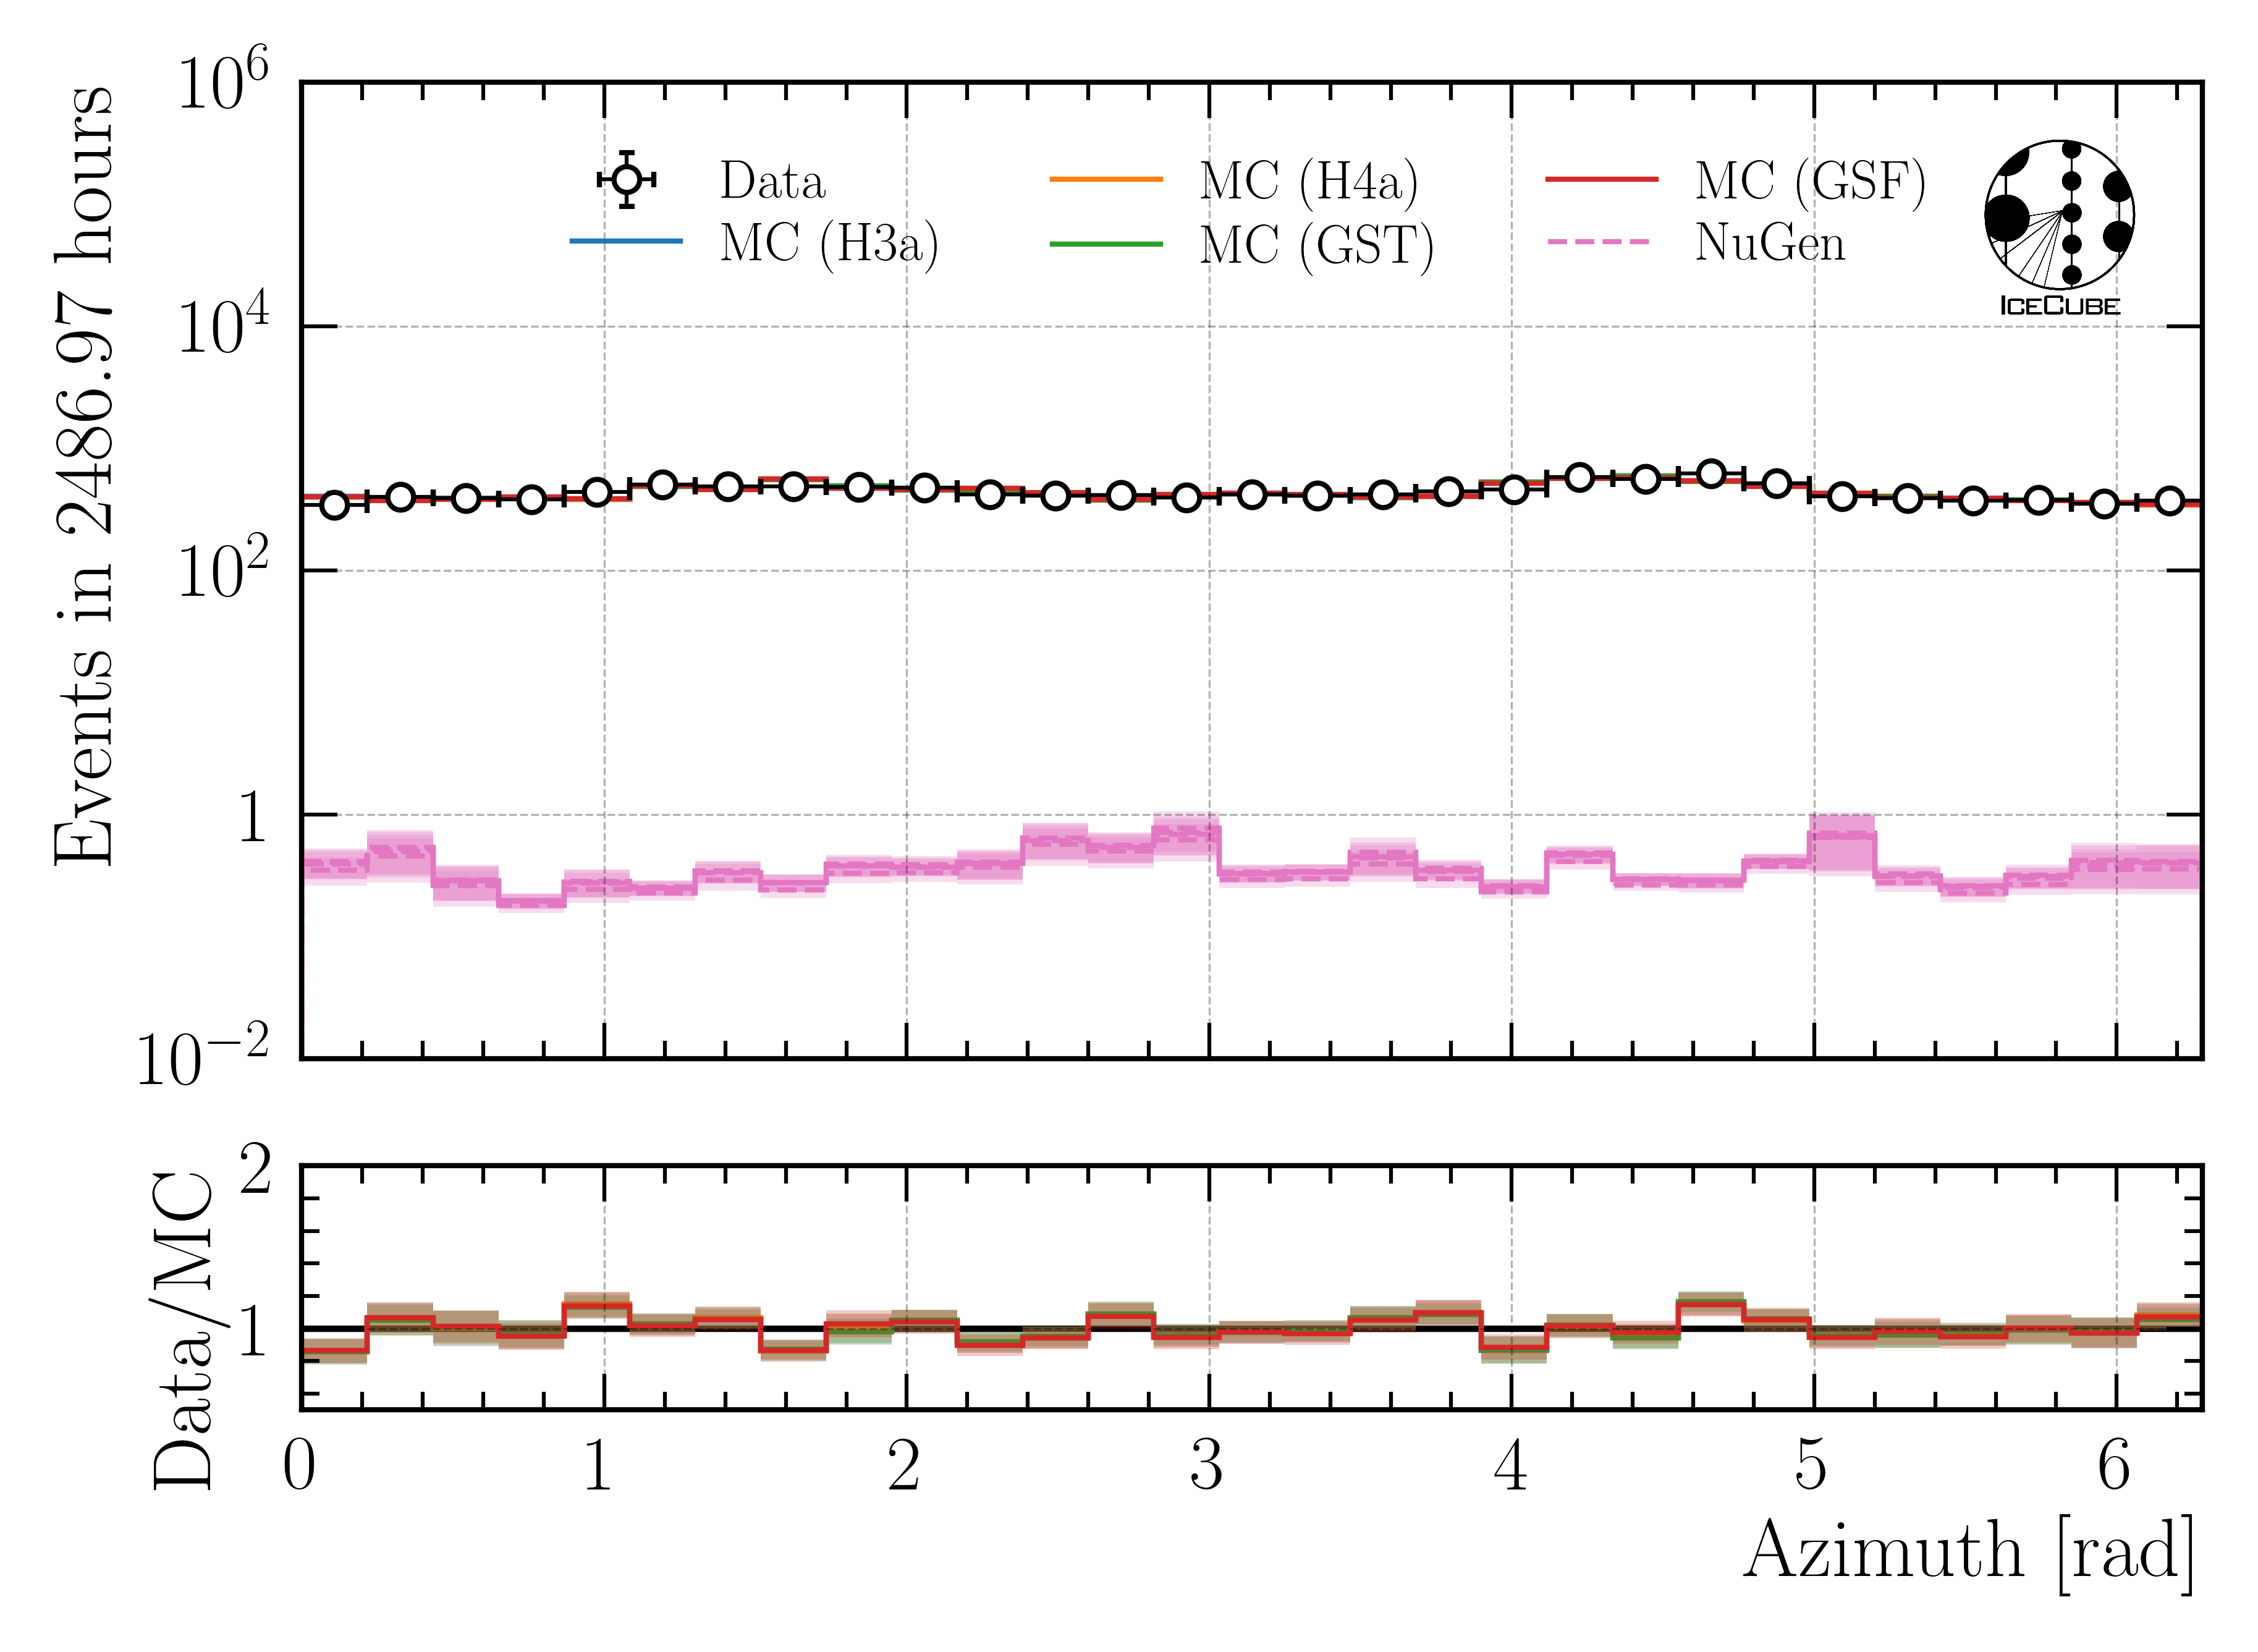 Events in 2486.97 hours
10^6
10^4
10^2
1
10^−2
Data
MC (H3a)
MC (H4a)
MC (GST)
MC (GSF)
NuGen
ICECUBE
Data/MC
2
1
0 1 2 3 4 5 6
Azimuth [rad]